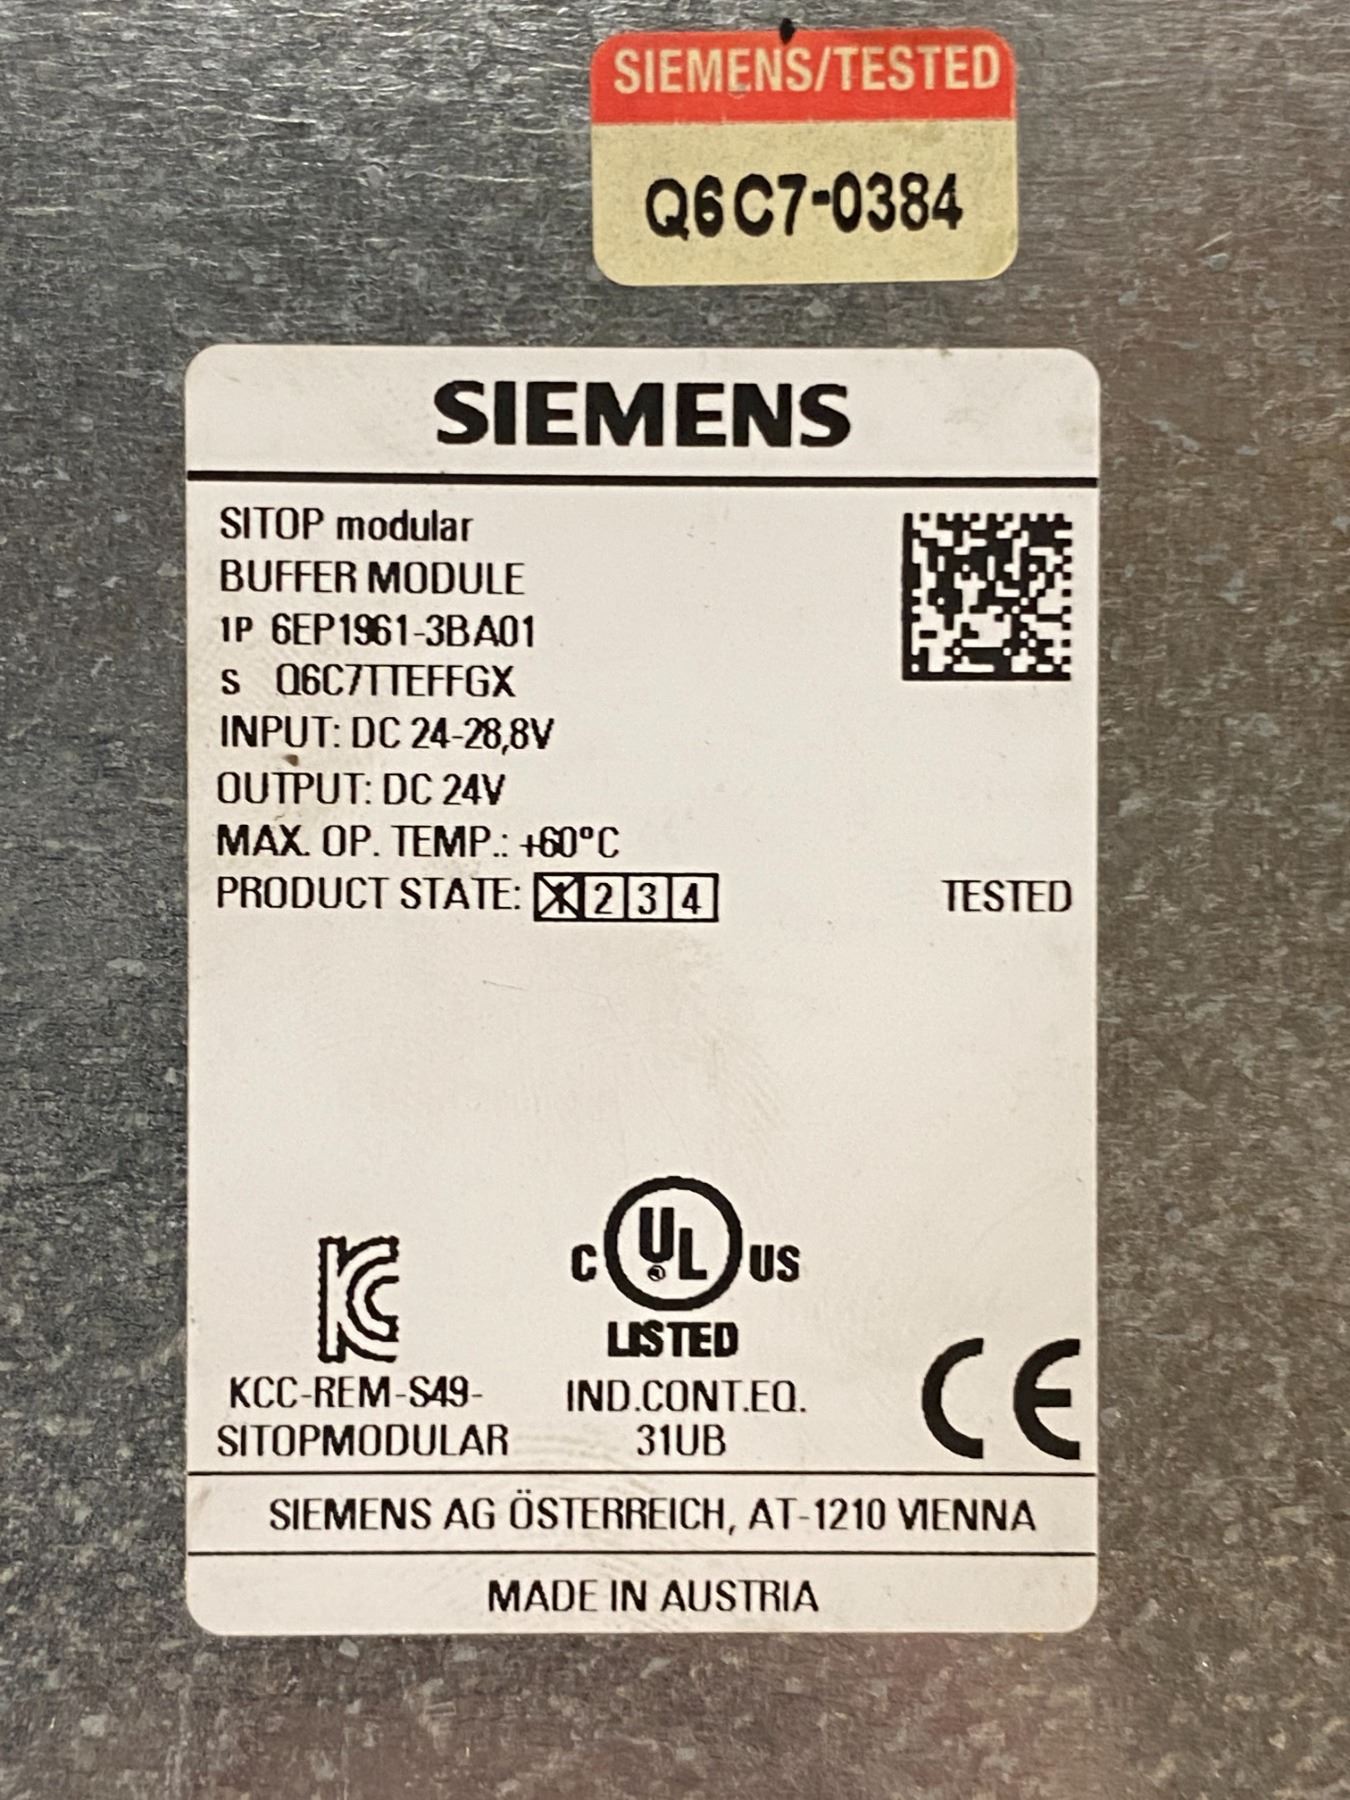 SIEMENS/TESTED
Q6C7-0384
SIEMENS
SITOP modular
BUFFER MODULE
1P 6EP1961-3BA01
S Q6C7TTEFFGX
INPUT: DC 24-28,8V
OUTPUT: DC 24V
MAX. OP. TEMP.: +60°C
PRODUCT STATE: X 2 3 4 TESTED
C UL US
LISTED
KCC-REM-S49-
SITOPMODULAR
IND.CONT.EQ.
31UB
CE
SIEMENS AG ÖSTERREICH, AT-1210 VIENNA
MADE IN AUSTRIA